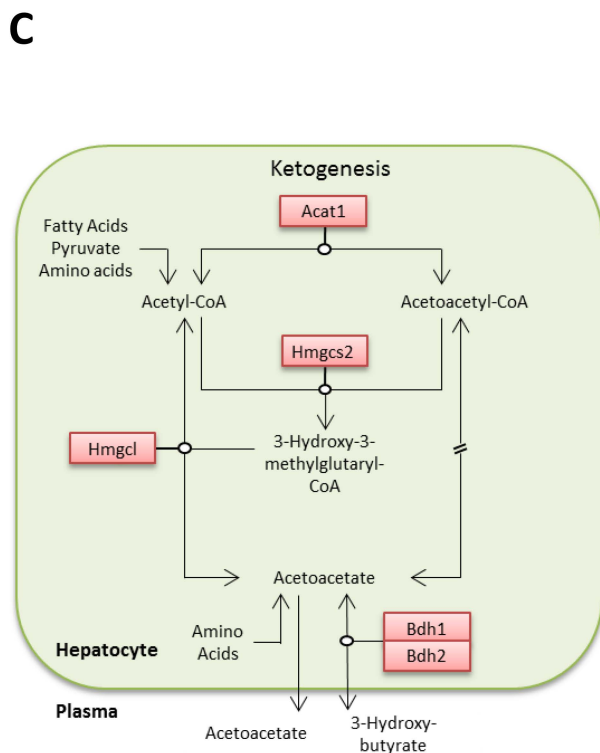 C
Ketogenesis
Acat1
Fatty Acids
Pyruvate
Amino acids
Acetyl-CoA
Acetoacetyl-CoA
Hmgcs2
Hmgcl
3-Hydroxy-3-
methylglutaryl-
CoA
Acetoacetate
Amino
Acids
Bdh1
Bdh2
Hepatocyte
Plasma
Acetoacetate
3-Hydroxy-
butyrate